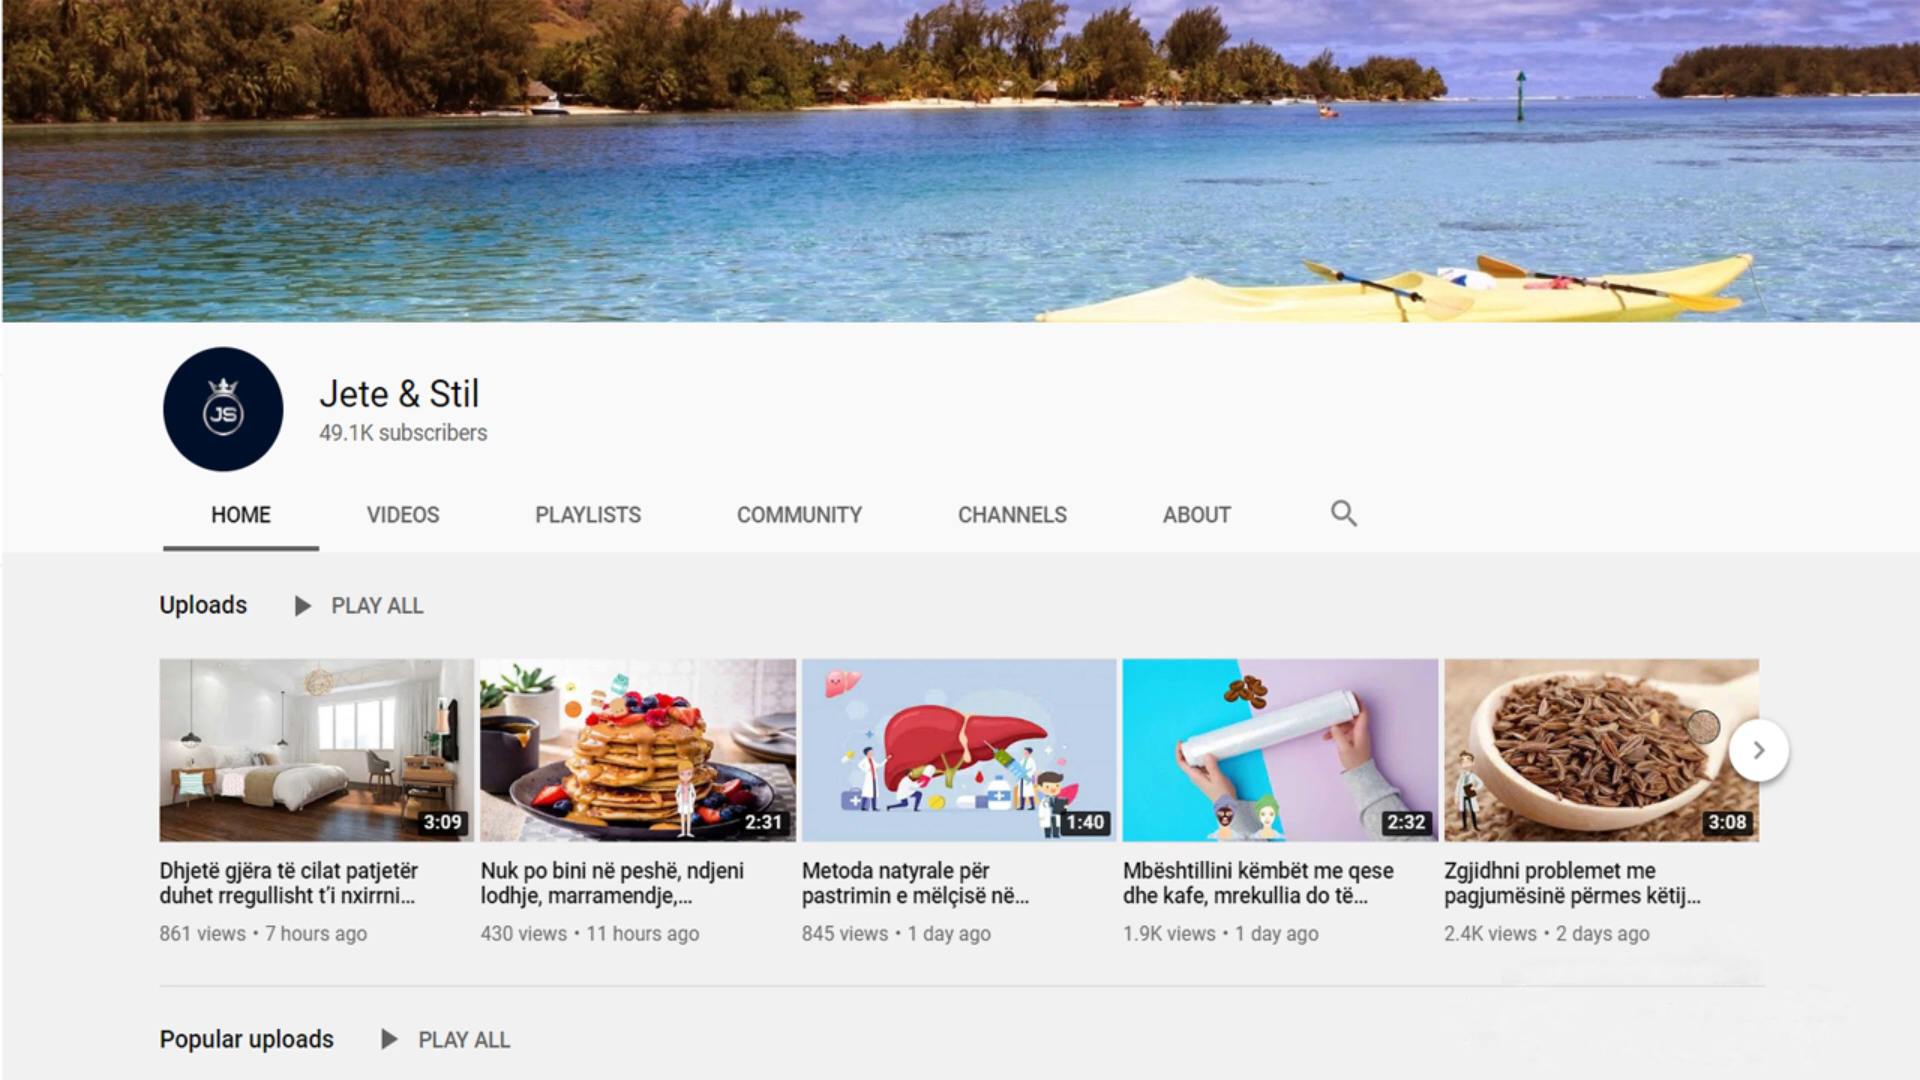 JS
Jete & Stil
49.1K subscribers
HOME VIDEOS PLAYLISTS COMMUNITY CHANNELS ABOUT
Uploads PLAY ALL
3:09 2:31 1:40 2:32 3:08
Dhjetë gjëra të cilat patjetër
duhet rregullisht t’i nxirrni...
861 views • 7 hours ago
Nuk po bini në peshë, ndjeni
lodhje, marramendje,...
430 views • 11 hours ago
Metoda natyrale për
pastrimin e mëlçisë në...
845 views • 1 day ago
Mbështillini këmbët me qese
dhe kafe, mrekullia do të...
1.9K views • 1 day ago
Zgjidhni problemet me
pagjumësinë përmes këtij...
2.4K views • 2 days ago
Popular uploads PLAY ALL